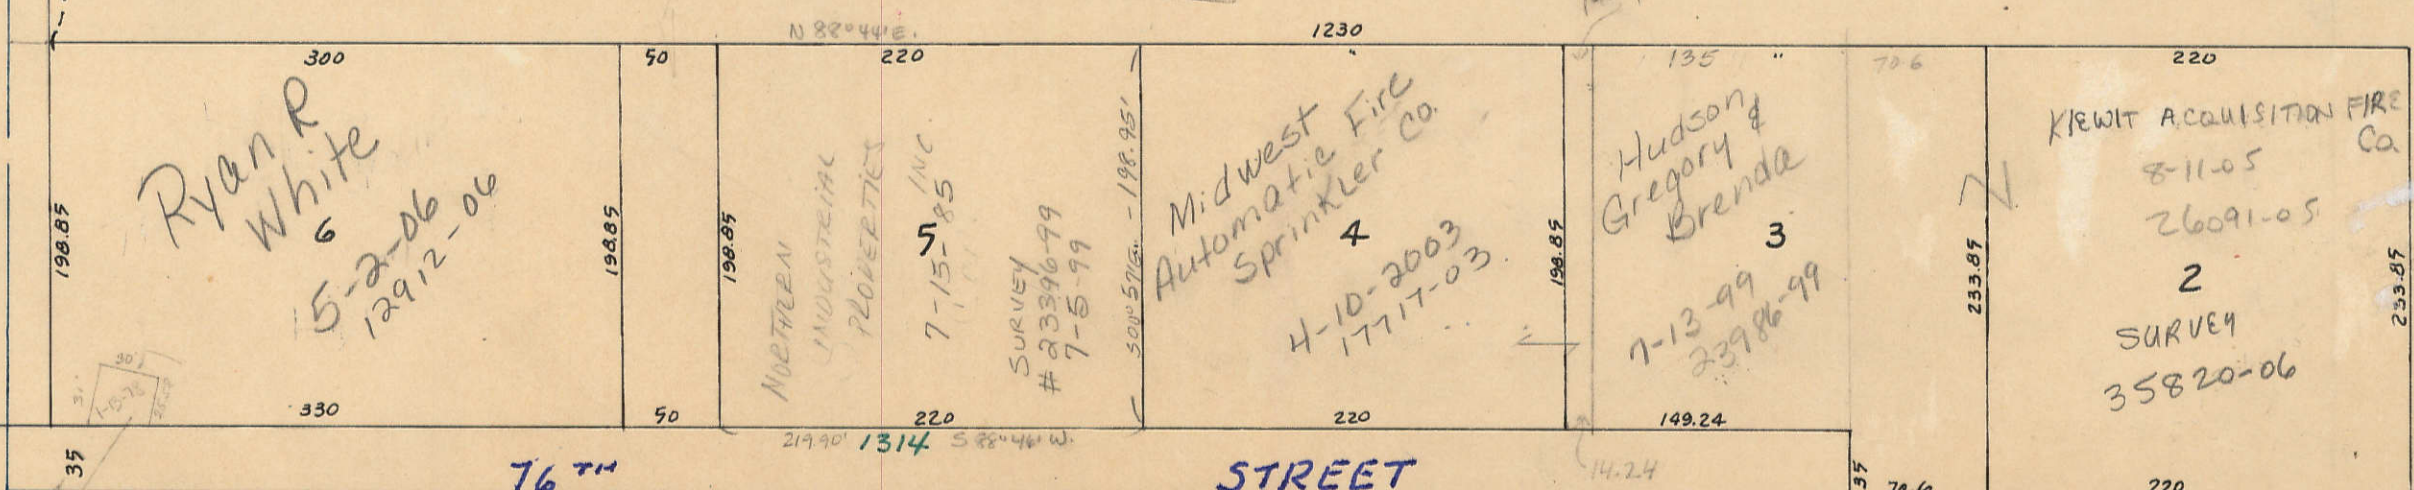 N 88°44'E.
1230
300
50
220
135
"
70.6
220
Ryan R
White
6
5-2-06
12912-06
198.85
198.85
330
50
30'
31'
35
198.85
NORTHERN
INDUSTRIAL
PROPERTIES
INC.
5
7-15-85
SURVEY
# 23396-99
7-5-99
198.95'
220
219.90'
1314
S 88°46' W.
Midwest
Automatic Fire
Sprinkler Co.
4
4-10-2003
17717-03
198.85
220
Hudson,
Gregory &
Brenda
3
7-13-99
23986-99
149.24
14.24
KIEWIT ACQUISITION FIRE
Co
8-11-05
26091-05
2
SURVEY
35820-06
233.85
233.85
76TH STREET
35
70.6
220